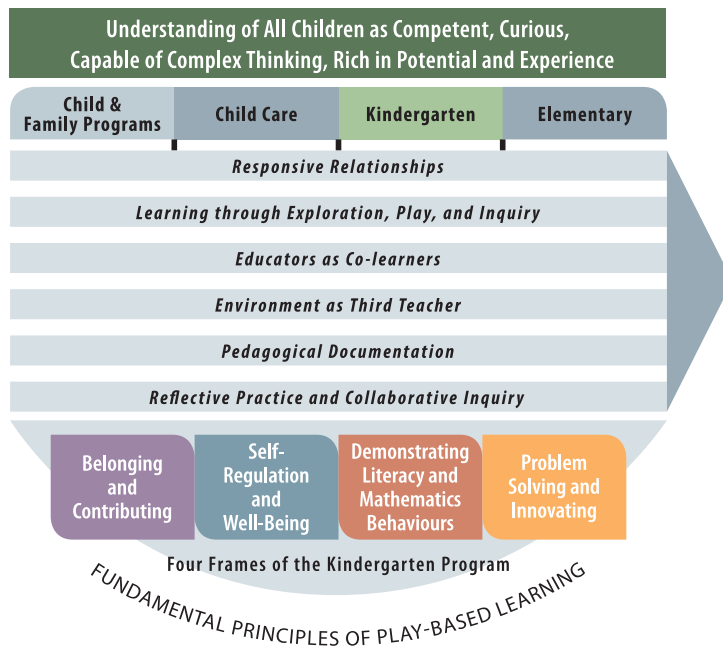 Understanding of All Children as Competent, Curious,
Capable of Complex Thinking, Rich in Potential and Experience
Child &
Family Programs
Child Care
Kindergarten
Elementary
Responsive Relationships
Learning through Exploration, Play, and Inquiry
Educators as Co-learners
Environment as Third Teacher
Pedagogical Documentation
Reflective Practice and Collaborative Inquiry
Belonging
and
Contributing
Self-
Regulation
and
Well-Being
Demonstrating
Literacy and
Mathematics
Behaviours
Problem
Solving and
Innovating
Four Frames of the Kindergarten Program
FUNDAMENTAL PRINCIPLES OF PLAY-BASED LEARNING